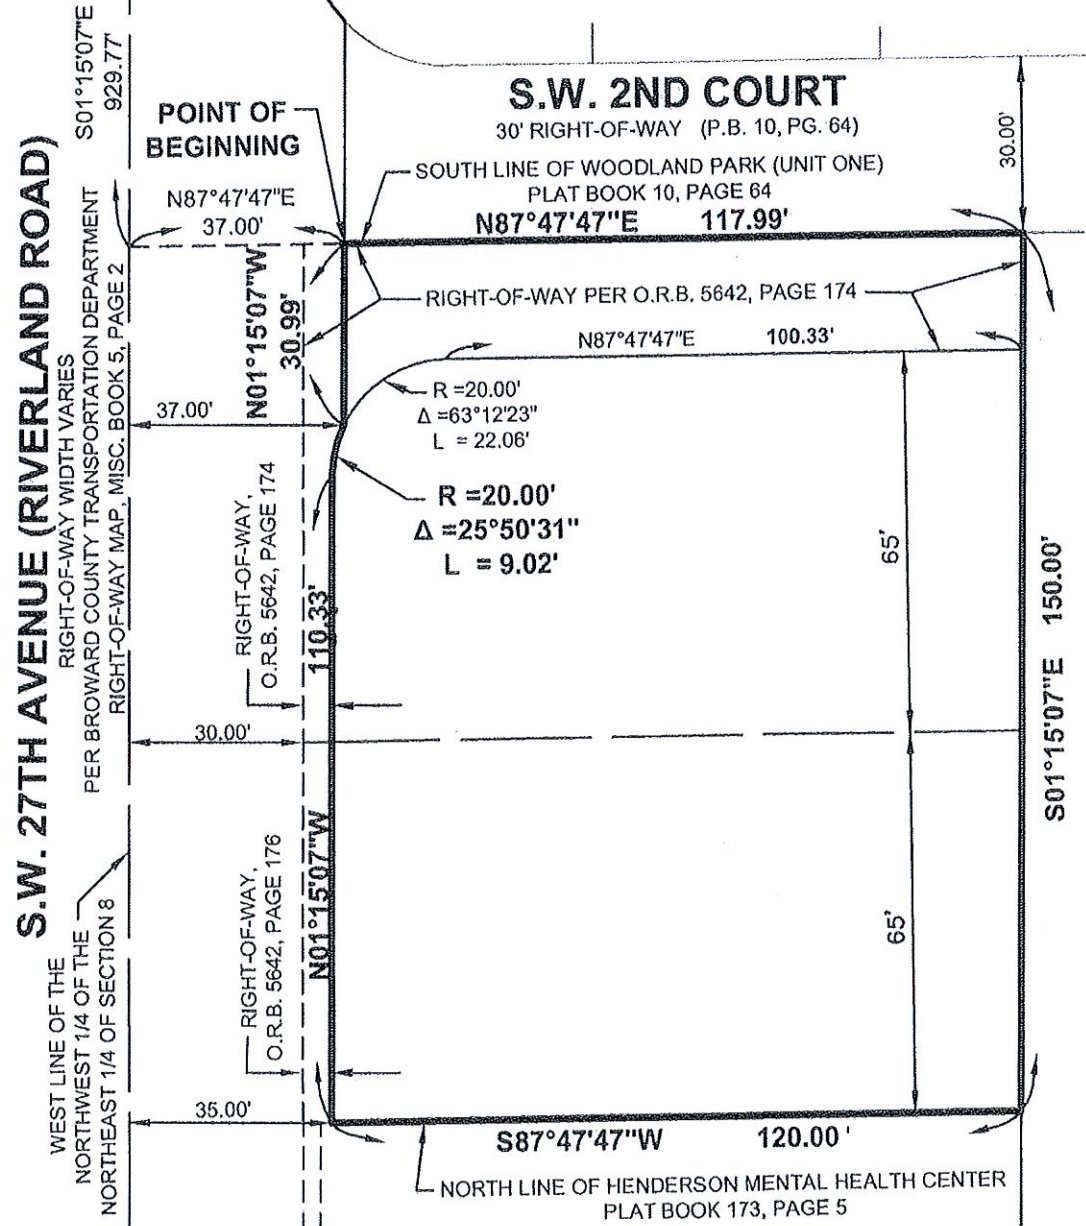 S01°15'07"E
929.77'
S.W. 2ND COURT
30' RIGHT-OF-WAY (P.B. 10, PG. 64)
30.00'
POINT OF
BEGINNING
SOUTH LINE OF WOODLAND PARK (UNIT ONE)
PLAT BOOK 10, PAGE 64
N87°47'47"E 117.99'
N87°47'47"E
37.00'
S.W. 27TH AVENUE (RIVERLAND ROAD)
RIGHT-OF-WAY WIDTH VARIES
PER BROWARD COUNTY TRANSPORTATION DEPARTMENT
RIGHT-OF-WAY MAP, MISC. BOOK 5, PAGE 2
N01°15'07"W
30.99'
RIGHT-OF-WAY PER O.R.B. 5642, PAGE 174
N87°47'47"E 100.33'
R =20.00'
Δ =63°12'23"
L = 22.06'
37.00'
R =20.00'
Δ =25°50'31"
L = 9.02'
RIGHT-OF-WAY,
O.R.B. 5642, PAGE 174
110.33'
65'
S01°15'07"E 150.00'
30.00'
N01°15'07"W
RIGHT-OF-WAY,
O.R.B. 5642, PAGE 176
65'
WEST LINE OF THE
NORTHWEST 1/4 OF THE
NORTHEAST 1/4 OF SECTION 8
35.00'
S87°47'47"W 120.00'
NORTH LINE OF HENDERSON MENTAL HEALTH CENTER
PLAT BOOK 173, PAGE 5